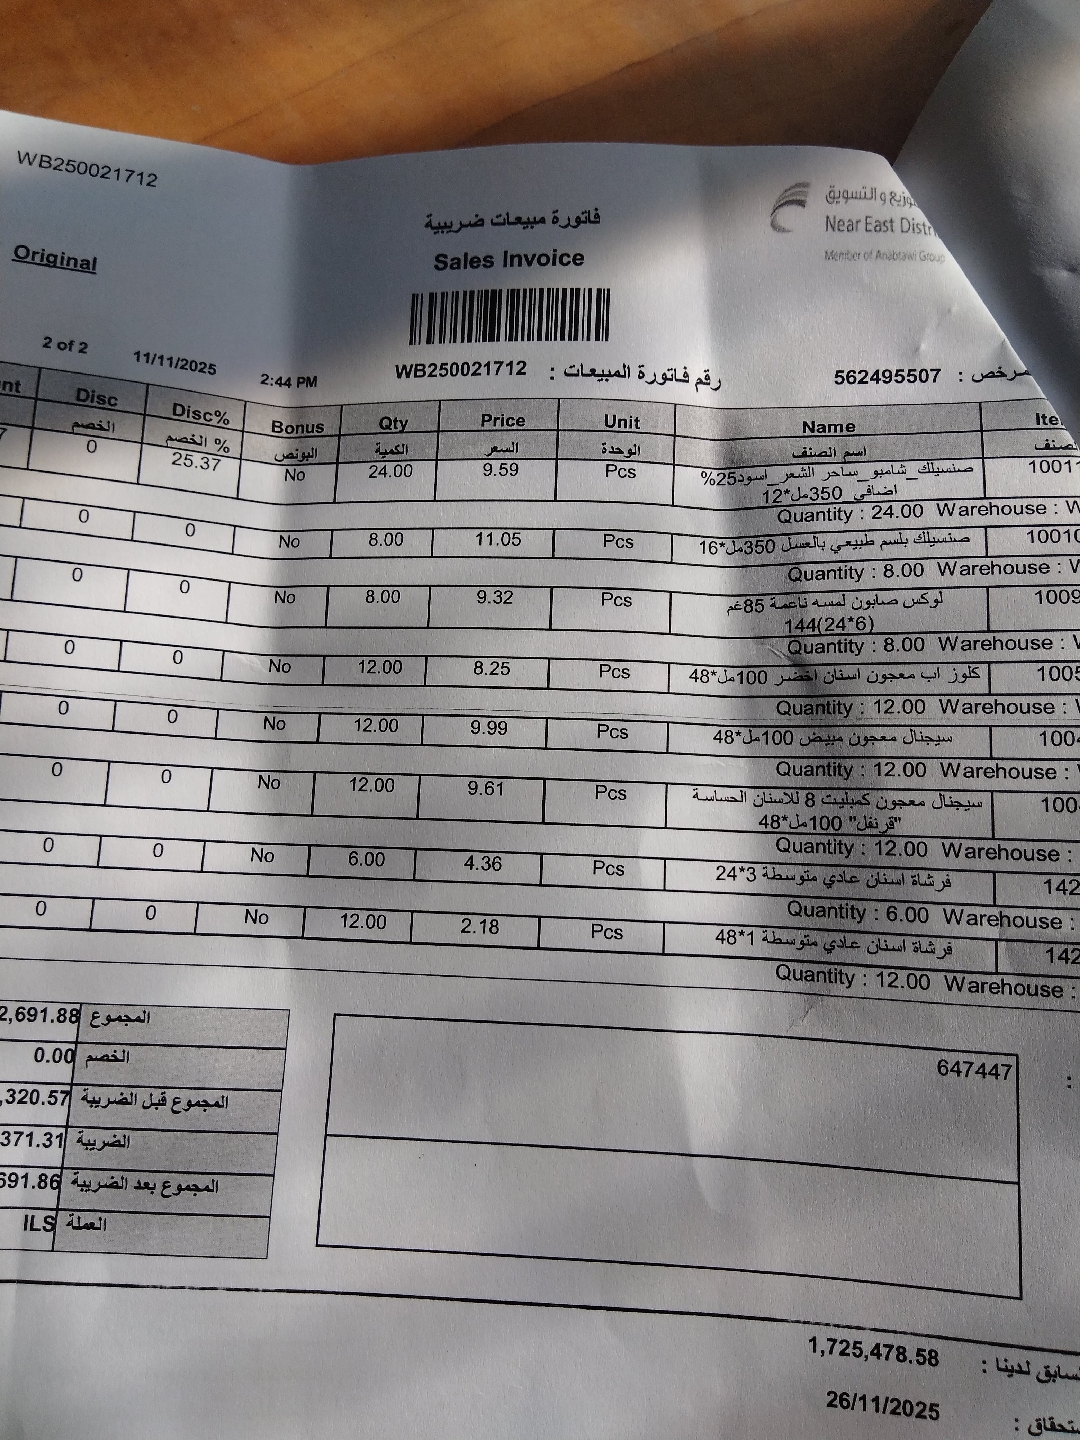 WB250021712
Original
فاتورة مبيعات ضريبية
Sales Invoice
والتسويق
Near East
Member of Anabtawi Group
2 of 2 11/11/2025 2:44 PM
WB250021712 : رقم فاتورة المبيعات
562495507 :
Disc Disc% Bonus Qty Price Unit Name
الخصم الخصم % البونص الكمية السعر الوحدة اسم الصنف
0 25.37 No 24.00 9.59 Pcs صنسيلك_شامبو_ساحر الشعر_اسود25%
اضافي_350مل*12
Quantity : 24.00 Warehouse :
0 0 No 8.00 11.05 Pcs صنسيلك بلسم طبيعي بالعسل 350مل*16
Quantity : 8.00 Warehouse :
0 0 No 8.00 9.32 Pcs لوكس صابون لمسه ناعمة 85غم
144(24*6)
Quantity : 8.00 Warehouse :
0 0 No 12.00 8.25 Pcs كلوز اب معجون اسنان اخضر 100مل*48
Quantity : 12.00 Warehouse :
0 0 No 12.00 9.99 Pcs سيجنال معجون مبيض 100مل*48
Quantity : 12.00 Warehouse :
0 0 No 12.00 9.61 Pcs سيجنال معجون كمبليت 8 للاسنان الحساسة
"قرنفل" 100مل*48
Quantity : 12.00 Warehouse :
0 0 No 6.00 4.36 Pcs فرشاة اسنان عادي متوسطة 3*24
Quantity : 6.00 Warehouse :
0 0 No 12.00 2.18 Pcs فرشاة اسنان عادي متوسطة 1*48
Quantity : 12.00 Warehouse :
2,691.88 المجموع
0.00 الخصم
,320.57 المجموع قبل الضريبة
371.31 الضريبة
691.86 المجموع بعد الضريبة
ILS العملة
647447 :
1,725,478.58 لدينا :
26/11/2025